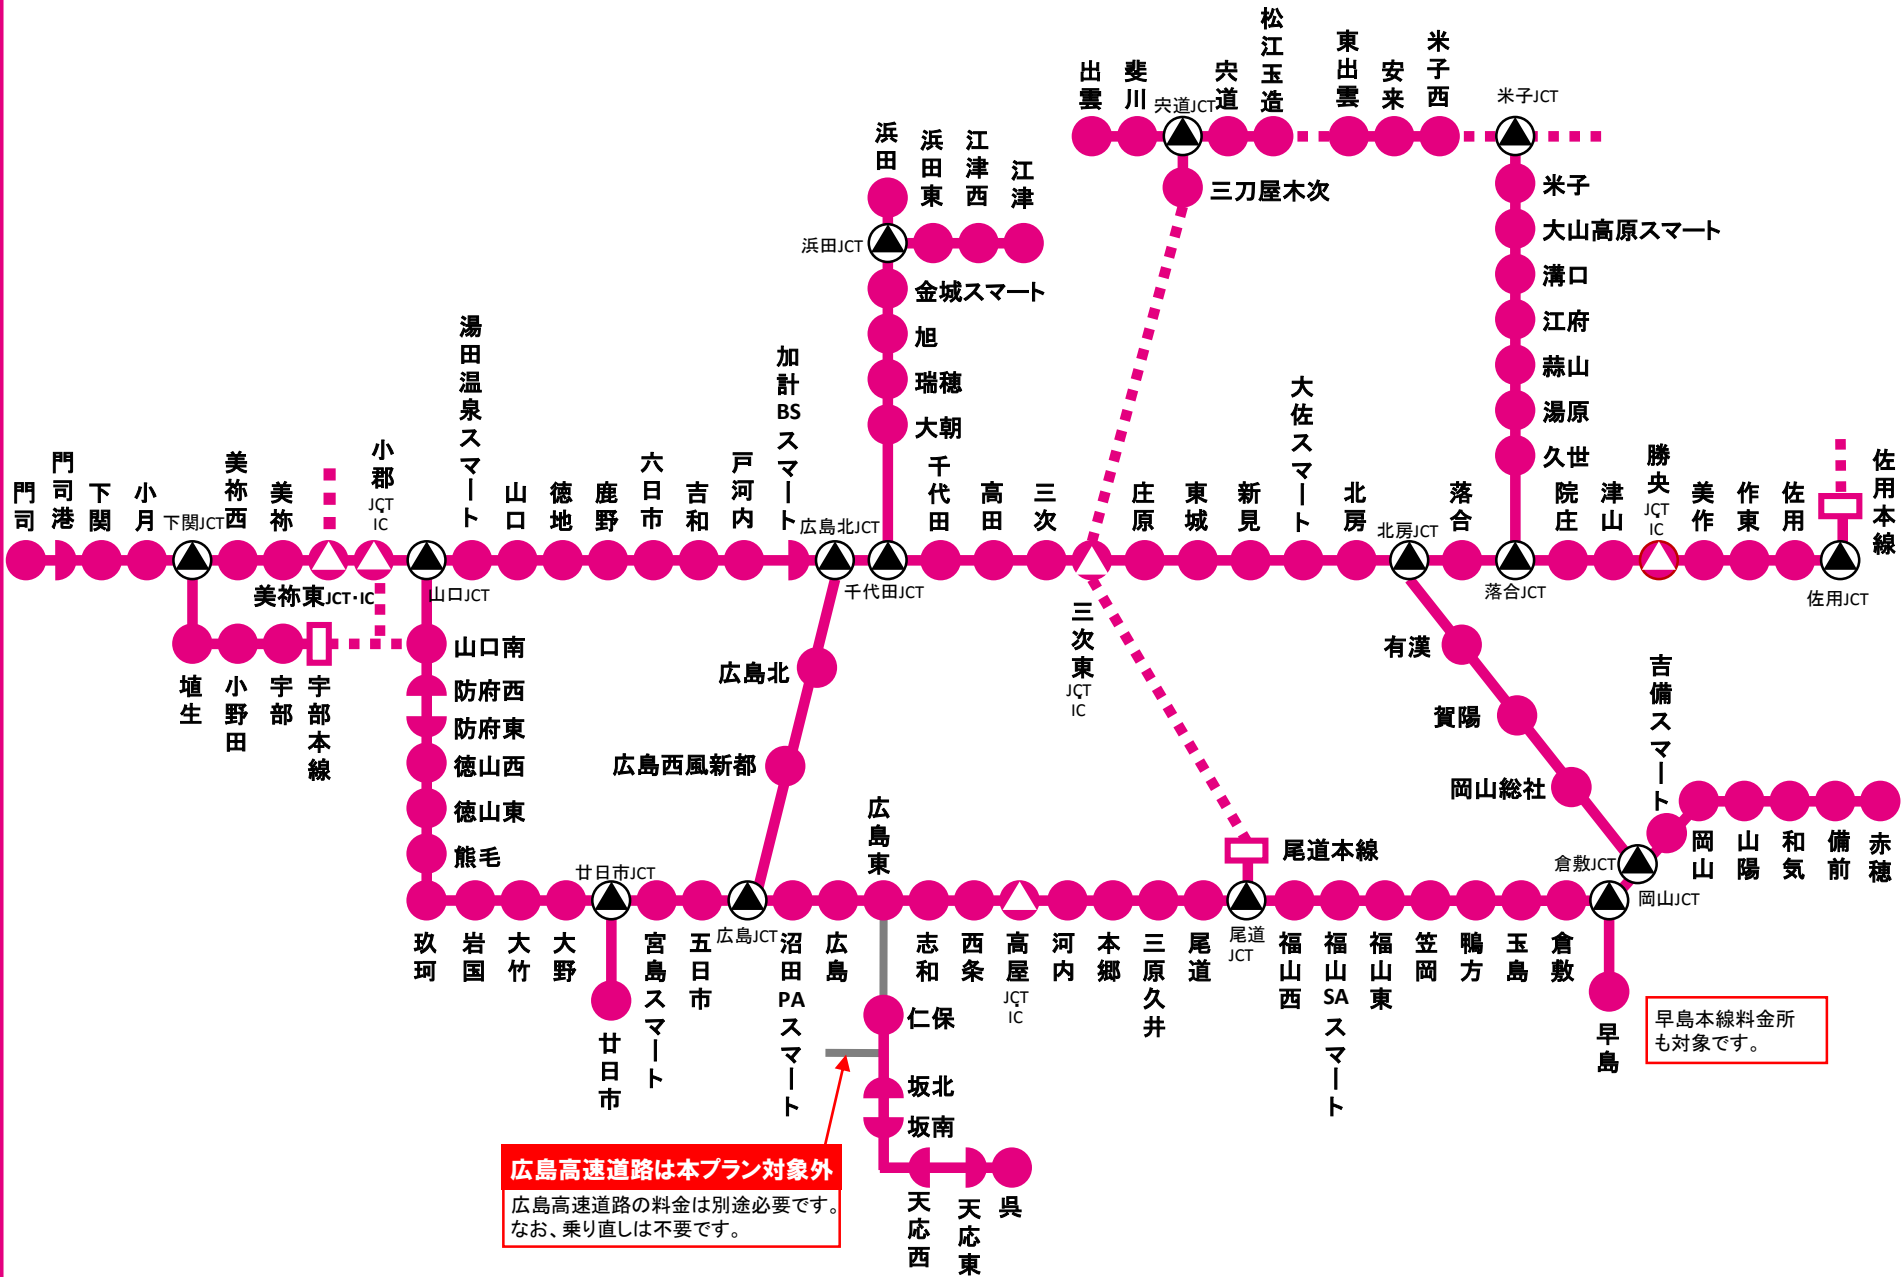 出雲
斐川
宍道JCT
宍道
松江玉造
東出雲
安来
米子西
米子JCT
三刀屋木次
米子
大山高原スマート
溝口
江府
蒜山
湯原
久世
浜田
浜田東
江津西
江津
浜田JCT
金城スマート
旭
瑞穂
大朝
門司
門司港
下関
小月
下関JCT
美祢西
美祢
美祢東JCT・IC
小郡
JCT・IC
山口JCT
湯田温泉スマート
山口
徳地
鹿野
六日市
吉和
戸河内
加計BSスマート
広島北JCT
千代田JCT
千代田
高田
三次
三次東
JCT・IC
庄原
東城
新見
大佐スマート
北房
北房JCT
落合
落合JCT
院庄
津山
勝央
JCT・IC
美作
作東
佐用
佐用JCT
佐用本線
埴生
小野田
宇部
宇部本線
山口南
防府西
防府東
徳山西
徳山東
熊毛
広島北
広島西風新都
有漢
賀陽
岡山総社
吉備スマート
倉敷JCT
岡山JCT
岡山
山陽
和気
備前
赤穂
玖珂
岩国
大竹
大野
廿日市JCT
廿日市
宮島スマート
五日市
広島JCT
沼田PAスマート
広島
広島東
志和
西条
高屋
JCT・IC
河内
本郷
三原久井
尾道
尾道JCT
尾道本線
福山西
福山SAスマート
福山東
笠岡
鴨方
玉島
倉敷
早島
早島本線料金所
も対象です。
仁保
坂北
坂南
天応西
天応東
呉
広島高速道路は本プラン対象外
広島高速道路の料金は別途必要です。
なお、乗り直しは不要です。